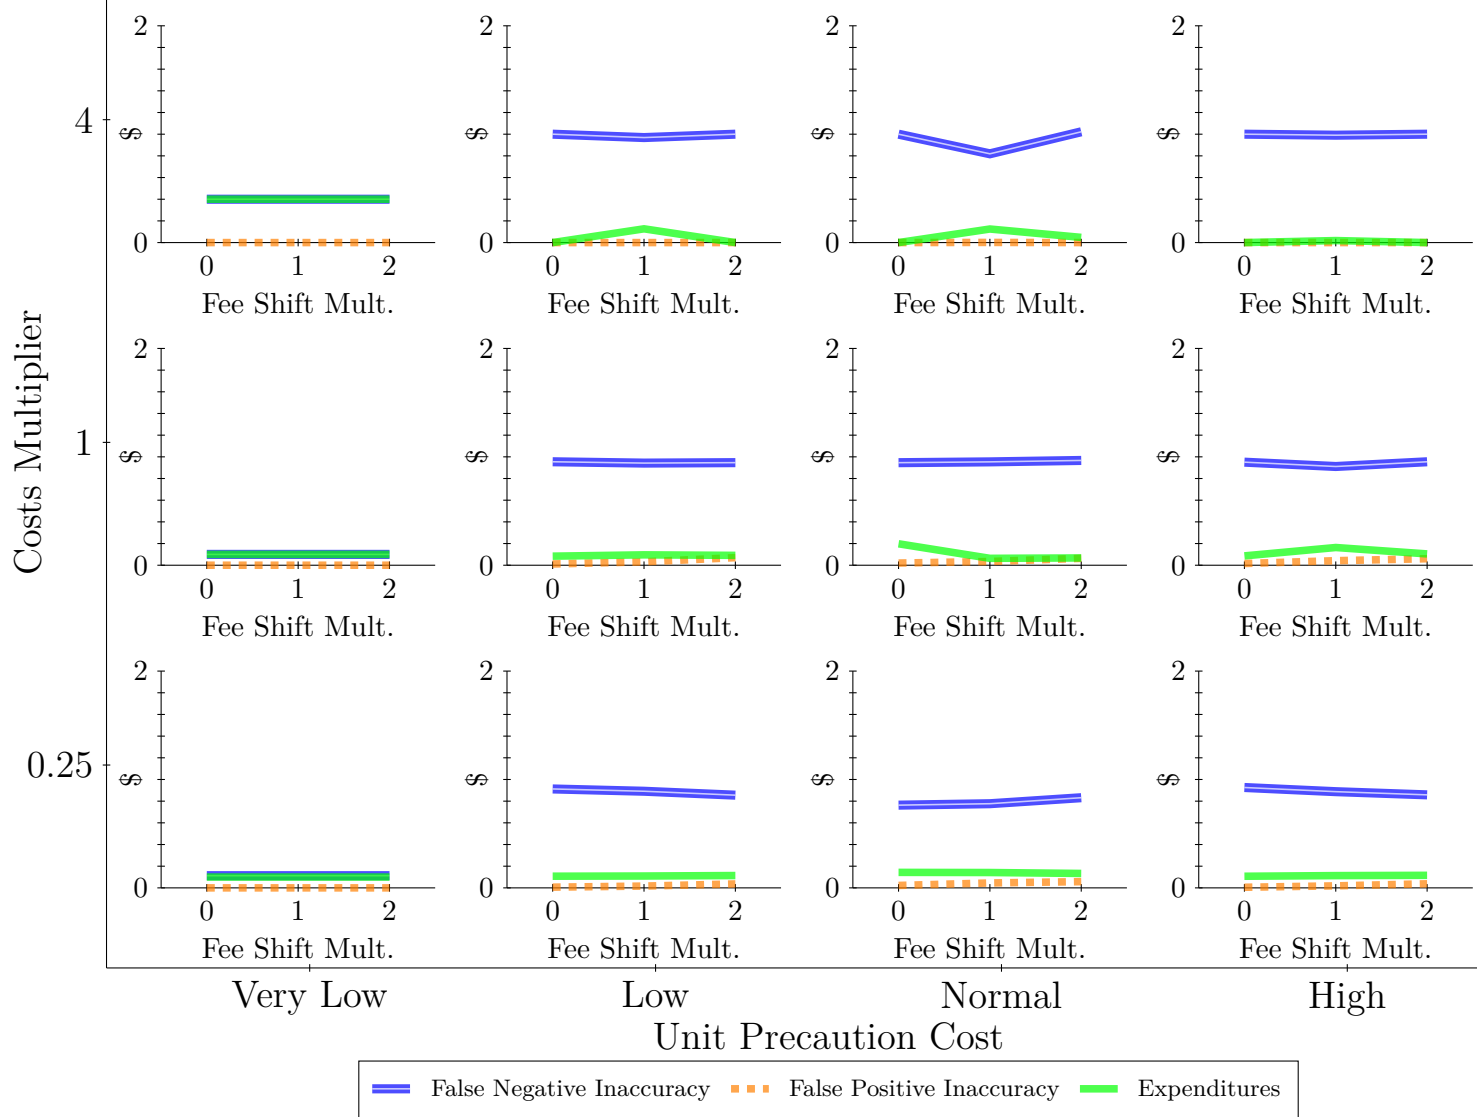 2 2 2 2
4 $ $ $ $
0 0 0 0
0 1 2 0 1 2 0 1 2 0 1 2
Fee Shift Mult. Fee Shift Mult. Fee Shift Mult. Fee Shift Mult.
Costs Multiplier
2 2 2 2
1 $ $ $ $
0 0 0 0
0 1 2 0 1 2 0 1 2 0 1 2
Fee Shift Mult. Fee Shift Mult. Fee Shift Mult. Fee Shift Mult.
2 2 2 2
0.25 $ $ $ $
0 0 0 0
0 1 2 0 1 2 0 1 2 0 1 2
Fee Shift Mult. Fee Shift Mult. Fee Shift Mult. Fee Shift Mult.
Very Low Low Normal High
Unit Precaution Cost
False Negative Inaccuracy False Positive Inaccuracy Expenditures